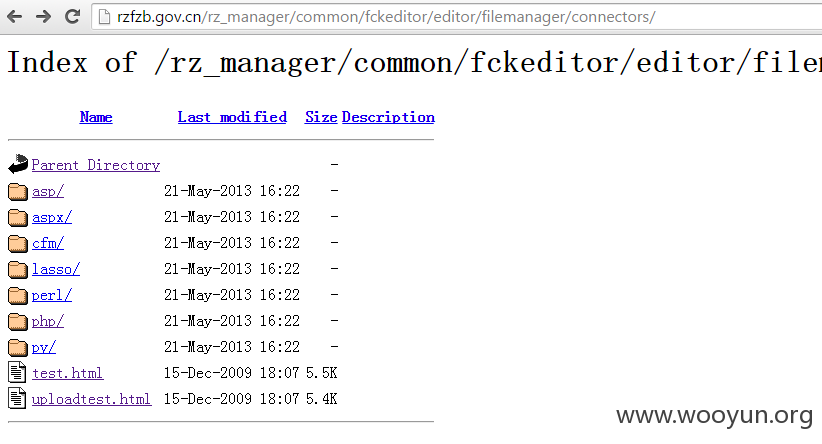 rzfzb.gov.cn/rz_manager/common/fckeditor/editor/filemanager/connectors/
Index of /rz_manager/common/fckeditor/editor/
Name Last modified Size Description
Parent Directory -
asp/ 21-May-2013 16:22 -
aspx/ 21-May-2013 16:22 -
cfm/ 21-May-2013 16:22 -
lasso/ 21-May-2013 16:22 -
perl/ 21-May-2013 16:22 -
php/ 21-May-2013 16:22 -
py/ 21-May-2013 16:22 -
test.html 15-Dec-2009 18:07 5.5K
uploadtest.html 15-Dec-2009 18:07 5.4K
www.wooyun.org